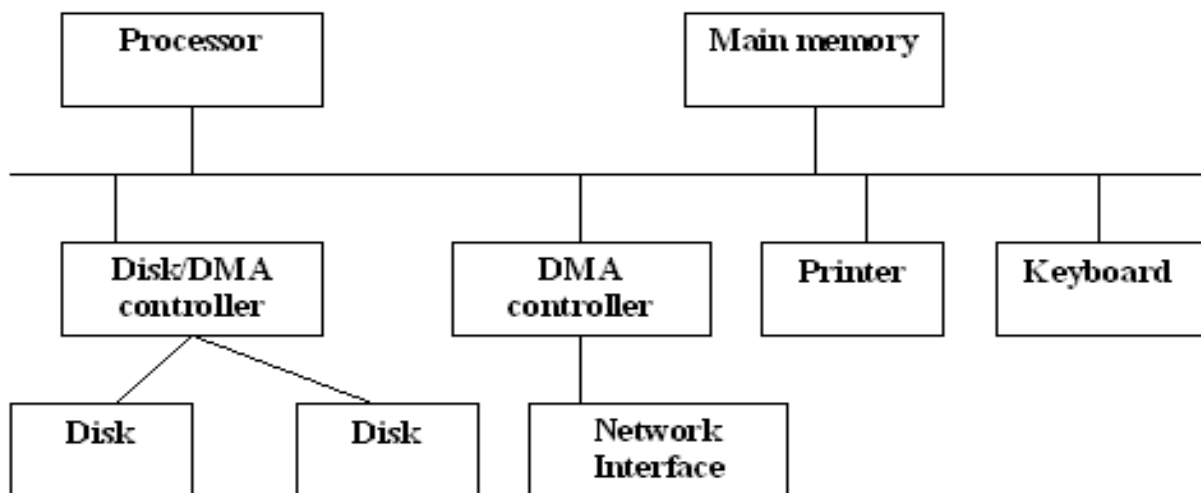 Processor
Main memory
Disk/DMA
controller
DMA
controller
Printer
Keyboard
Disk
Disk
Network
Interface